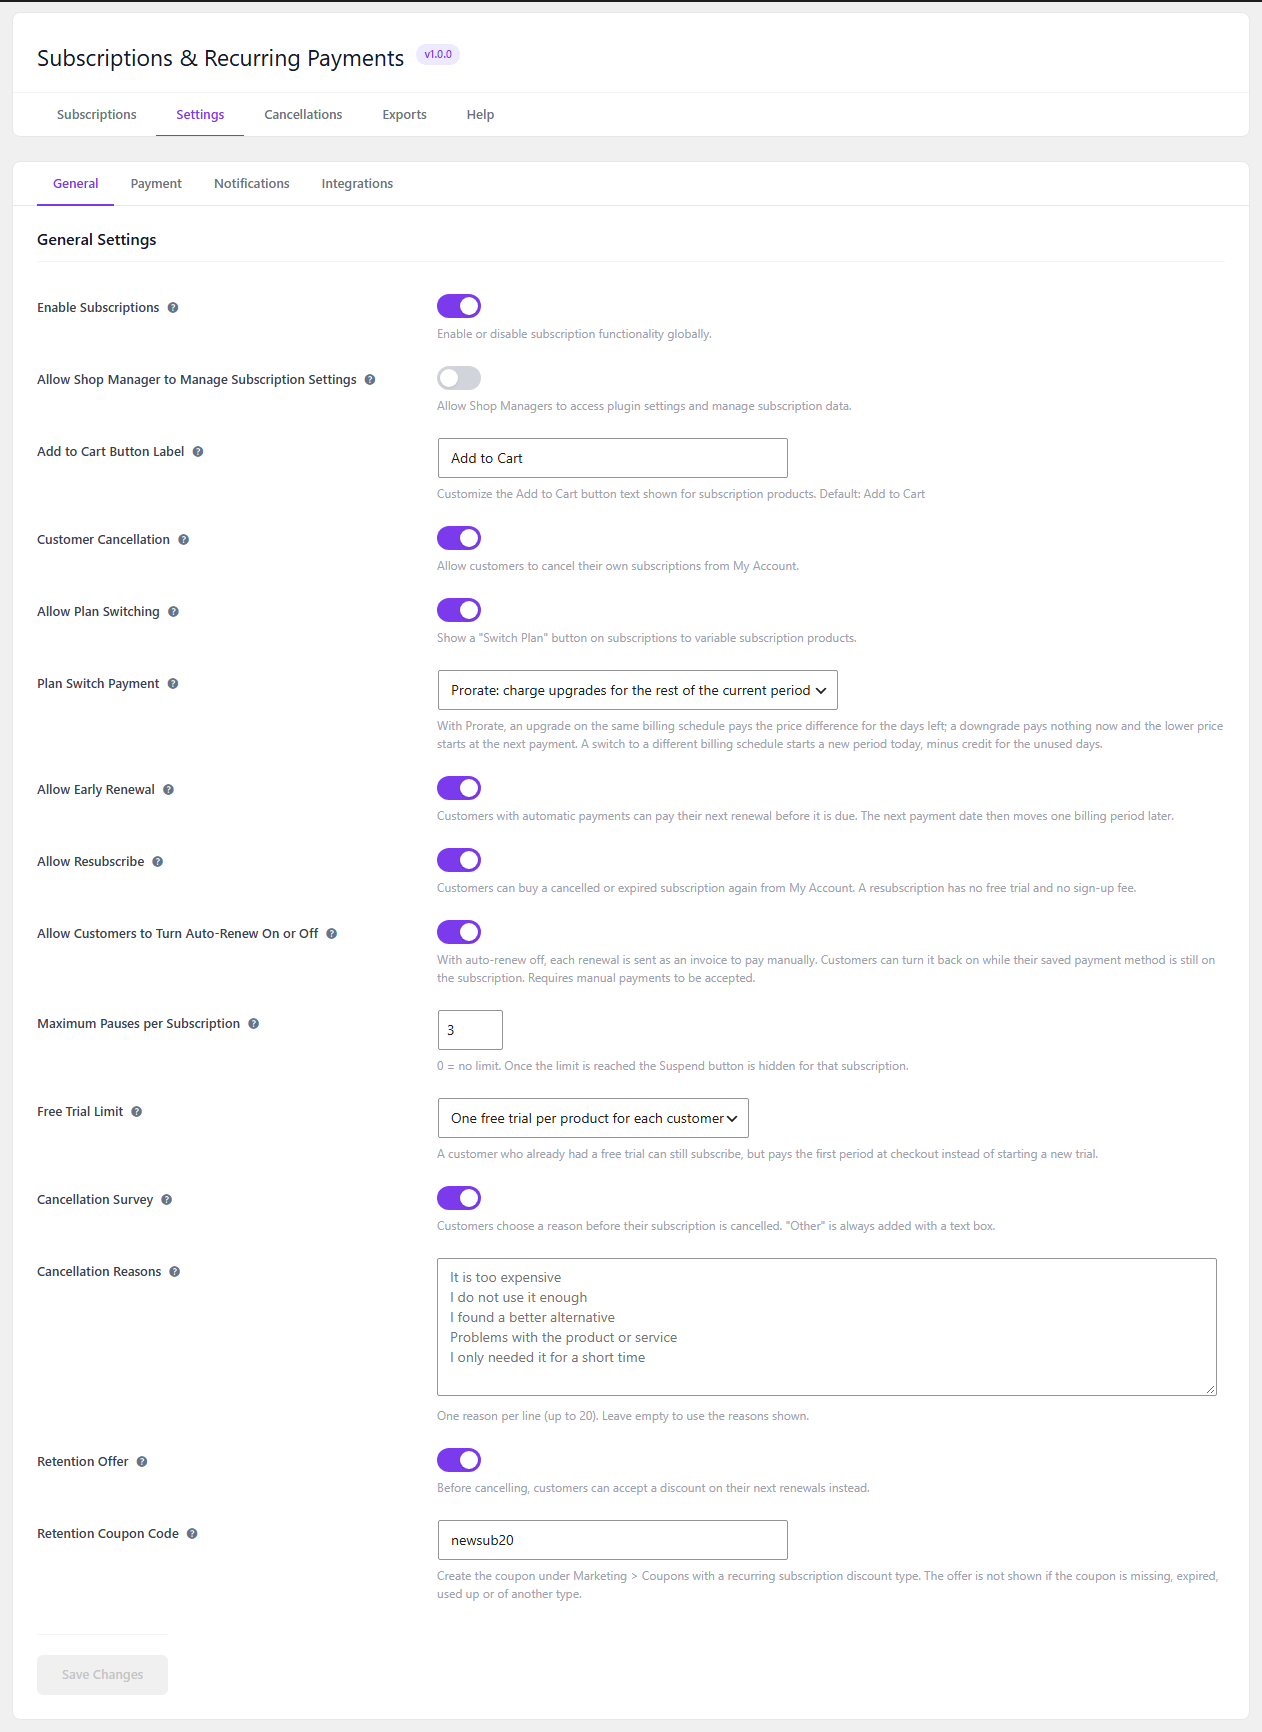 Subscriptions & Recurring Payments v1.0.0
Subscriptions Settings Cancellations Exports Help
General Payment Notifications Integrations
General Settings
Enable Subscriptions
Enable or disable subscription functionality globally.
Allow Shop Manager to Manage Subscription Settings
Allow Shop Managers to access plugin settings and manage subscription data.
Add to Cart Button Label
Add to Cart
Customize the Add to Cart button text shown for subscription products. Default: Add to Cart
Customer Cancellation
Allow customers to cancel their own subscriptions from My Account.
Allow Plan Switching
Show a "Switch Plan" button on subscriptions to variable subscription products.
Plan Switch Payment
Prorate: charge upgrades for the rest of the current period
With Prorate, an upgrade on the same billing schedule pays the price difference for the days left; a downgrade pays nothing now and the lower price
starts at the next payment. A switch to a different billing schedule starts a new period today, minus credit for the unused days.
Allow Early Renewal
Customers with automatic payments can pay their next renewal before it is due. The next payment date then moves one billing period later.
Allow Resubscribe
Customers can buy a cancelled or expired subscription again from My Account. A resubscription has no free trial and no sign-up fee.
Allow Customers to Turn Auto-Renew On or Off
With auto-renew off, each renewal is sent as an invoice to pay manually. Customers can turn it back on while their saved payment method is still on
the subscription. Requires manual payments to be accepted.
Maximum Pauses per Subscription
3
0 = no limit. Once the limit is reached the Suspend button is hidden for that subscription.
Free Trial Limit
One free trial per product for each customer
A customer who already had a free trial can still subscribe, but pays the first period at checkout instead of starting a new trial.
Cancellation Survey
Customers choose a reason before their subscription is cancelled. "Other" is always added with a text box.
Cancellation Reasons
It is too expensive
I do not use it enough
I found a better alternative
Problems with the product or service
I only needed it for a short time
One reason per line (up to 20). Leave empty to use the reasons shown.
Retention Offer
Before cancelling, customers can accept a discount on their next renewals instead.
Retention Coupon Code
newsub20
Create the coupon under Marketing > Coupons with a recurring subscription discount type. The offer is not shown if the coupon is missing, expired,
used up or of another type.
Save Changes